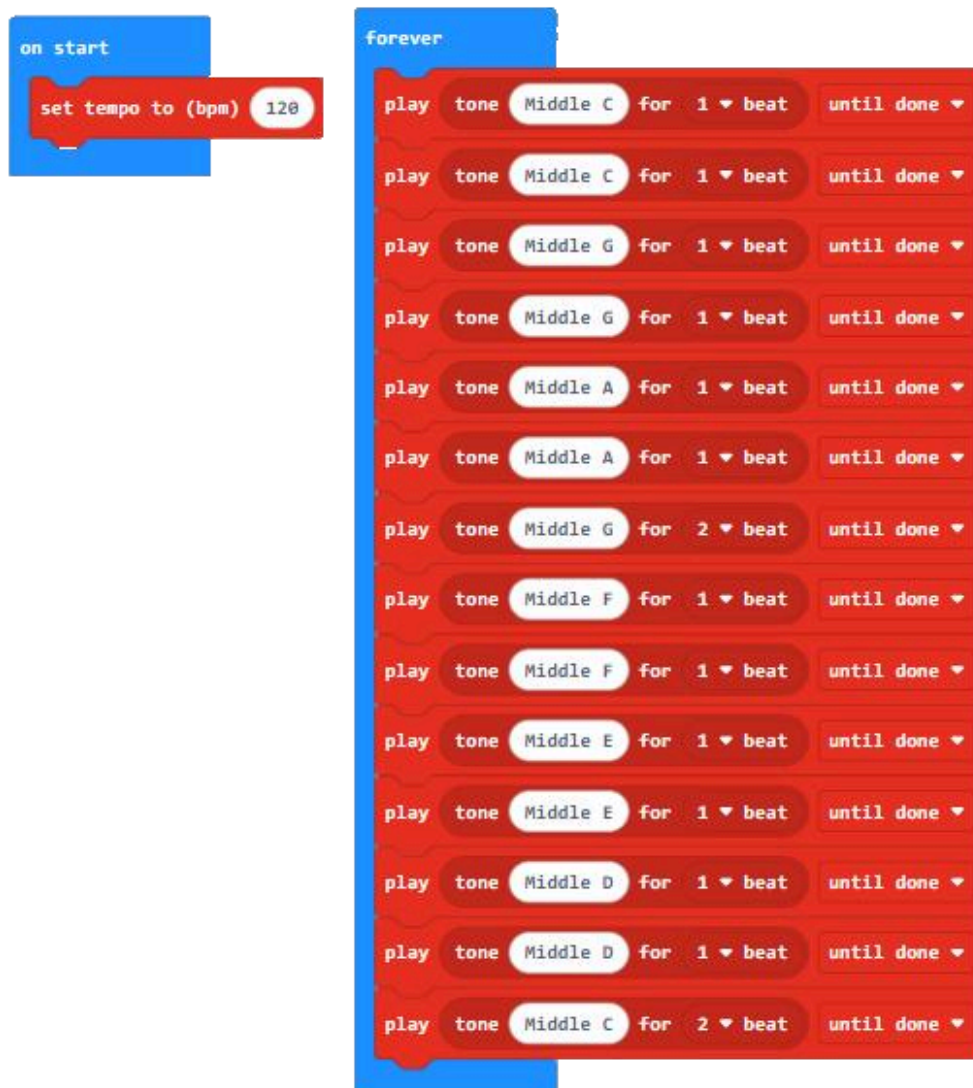 on start
set tempo to (bpm) 120
forever
play tone Middle C for 1 beat until done
play tone Middle C for 1 beat until done
play tone Middle G for 1 beat until done
play tone Middle G for 1 beat until done
play tone Middle A for 1 beat until done
play tone Middle A for 1 beat until done
play tone Middle G for 2 beat until done
play tone Middle F for 1 beat until done
play tone Middle F for 1 beat until done
play tone Middle E for 1 beat until done
play tone Middle E for 1 beat until done
play tone Middle D for 1 beat until done
play tone Middle D for 1 beat until done
play tone Middle C for 2 beat until done